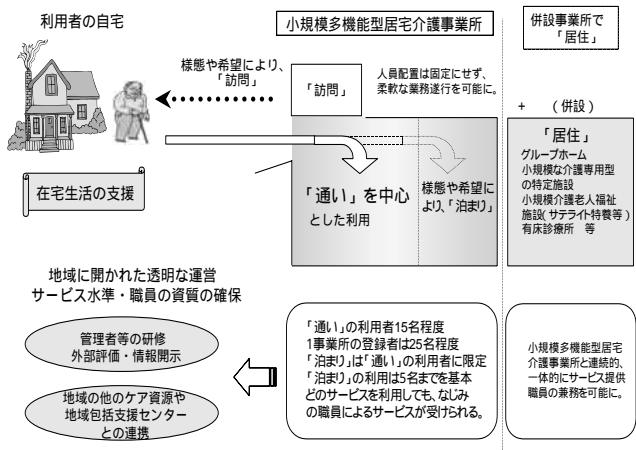 利用者の自宅
小規模多機能型居宅介護事業所
併設事業所で
「居住」
様態や希望により、
「訪問」
「訪問」
人員配置は固定にせず、
柔軟な業務遂行を可能に。
+ (併設)
在宅生活の支援
「通い」を中心
とした利用
様態や希望に
より、「泊まり」
「居住」
グループホーム
小規模な介護専用型
の特定施設
小規模介護老人福祉
施設(サテライト特養等)
有床診療所 等
地域に開かれた透明な運営
サービス水準・職員の資質の確保
管理者等の研修
外部評価・情報開示
地域の他のケア資源や
地域包括支援センター
との連携
「通い」の利用者15名程度
1事業所の登録者は25名程度
「泊まり」は「通い」の利用者に限定
「泊まり」の利用は5名までを基本
どのサービスを利用しても、なじみ
の職員によるサービスが受けられる。
小規模多機能型居宅
介護事業所と連続的、
一体的にサービス提供
職員の兼務を可能に。